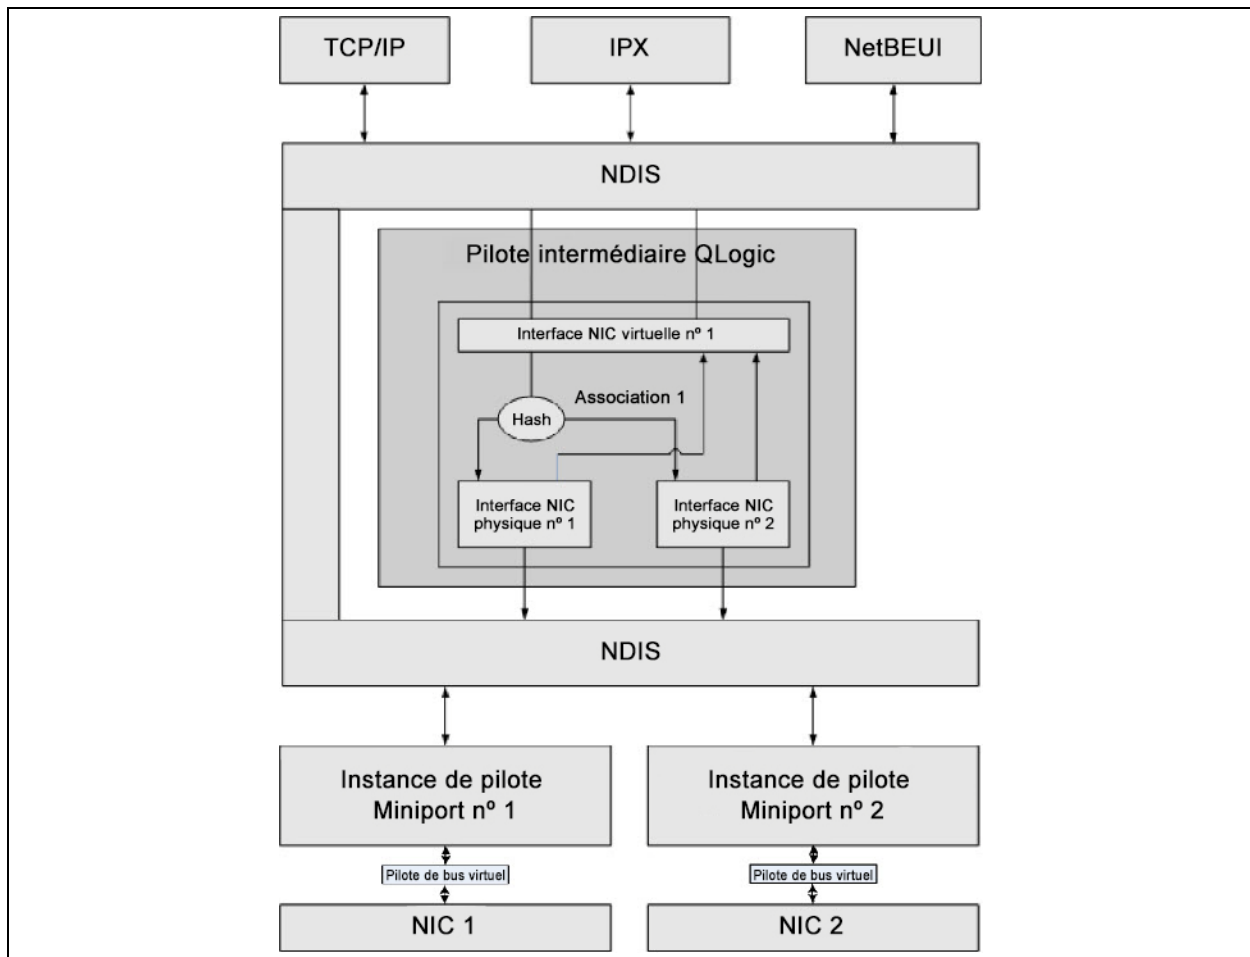 TCP/IP
IPX
NetBEUI
NDIS
Pilote intermédiaire QLogic
Interface NIC virtuelle nº 1
Association 1
Hash
Interface NIC
physique nº 1
Interface NIC
physique nº 2
NDIS
Instance de pilote
Miniport nº 1
Instance de pilote
Miniport nº 2
Pilote de bus virtuel
Pilote de bus virtuel
NIC 1
NIC 2